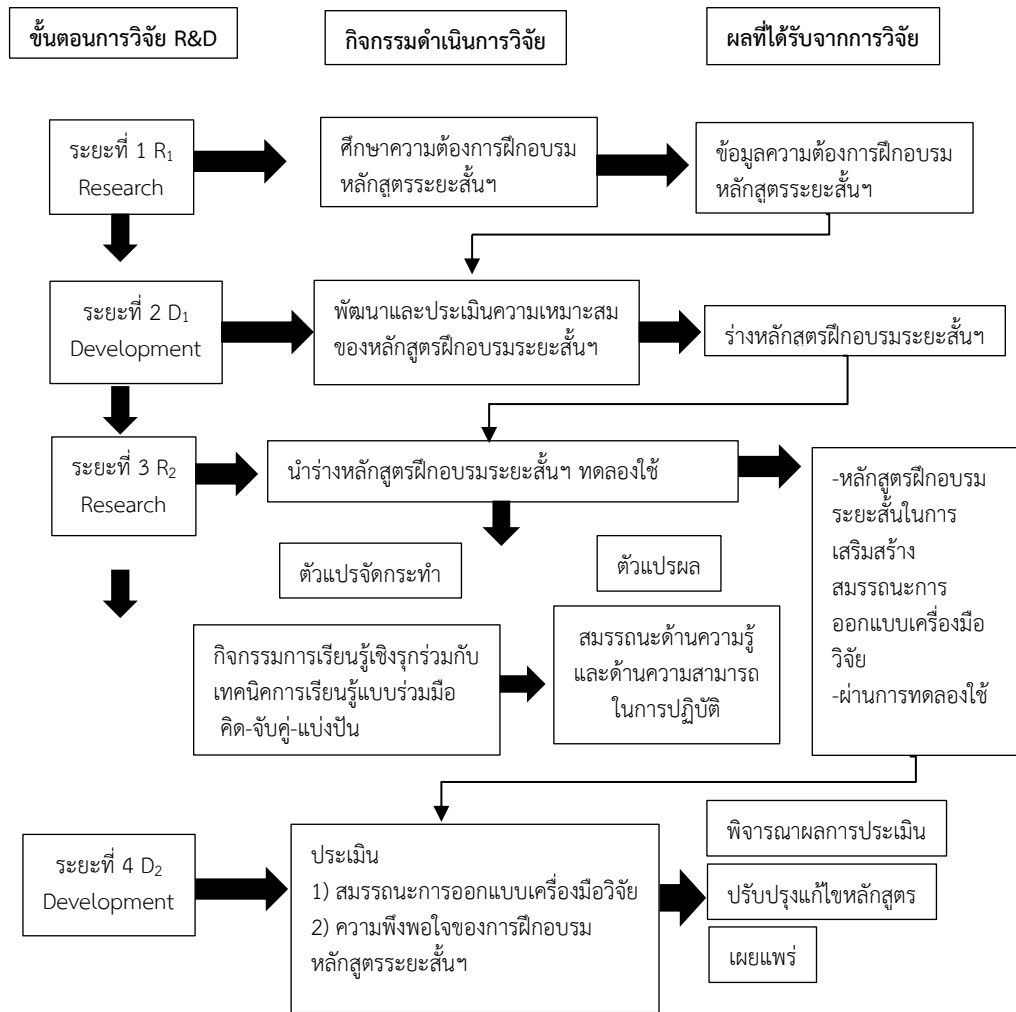 ขั้นตอนการวิจัย R&D
กิจกรรมดำเนินการวิจัย
ผลที่ได้รับจากการวิจัย
ระยะที่ 1 R₁
Research
ศึกษาความต้องการฝึกอบรม
หลักสูตรระยะสั้นฯ
ข้อมูลความต้องการฝึกอบรม
หลักสูตรระยะสั้นฯ
ระยะที่ 2 D₁
Development
พัฒนาและประเมินความเหมาะสม
ของหลักสูตรฝึกอบรมระยะสั้นฯ
ร่างหลักสูตรฝึกอบรมระยะสั้นฯ
ระยะที่ 3 R₂
Research
นำร่างหลักสูตรฝึกอบรมระยะสั้นฯ ทดลองใช้
-หลักสูตรฝึกอบรม
ระยะสั้นในการ
เสริมสร้าง
สมรรถนะการ
ออกแบบเครื่องมือ
วิจัย
-ผ่านการทดลองใช้
ตัวแปรจัดกระทำ
ตัวแปรผล
กิจกรรมการเรียนรู้เชิงรุกร่วมกับ
เทคนิคการเรียนรู้แบบร่วมมือ
คิด-จับคู่-แบ่งปัน
สมรรถนะด้านความรู้
และด้านความสามารถ
ในการปฏิบัติ
ระยะที่ 4 D₂
Development
ประเมิน
1) สมรรถนะการออกแบบเครื่องมือวิจัย
2) ความพึงพอใจของการฝึกอบรม
หลักสูตรระยะสั้นฯ
พิจารณาผลการประเมิน
ปรับปรุงแก้ไขหลักสูตร
เผยแพร่